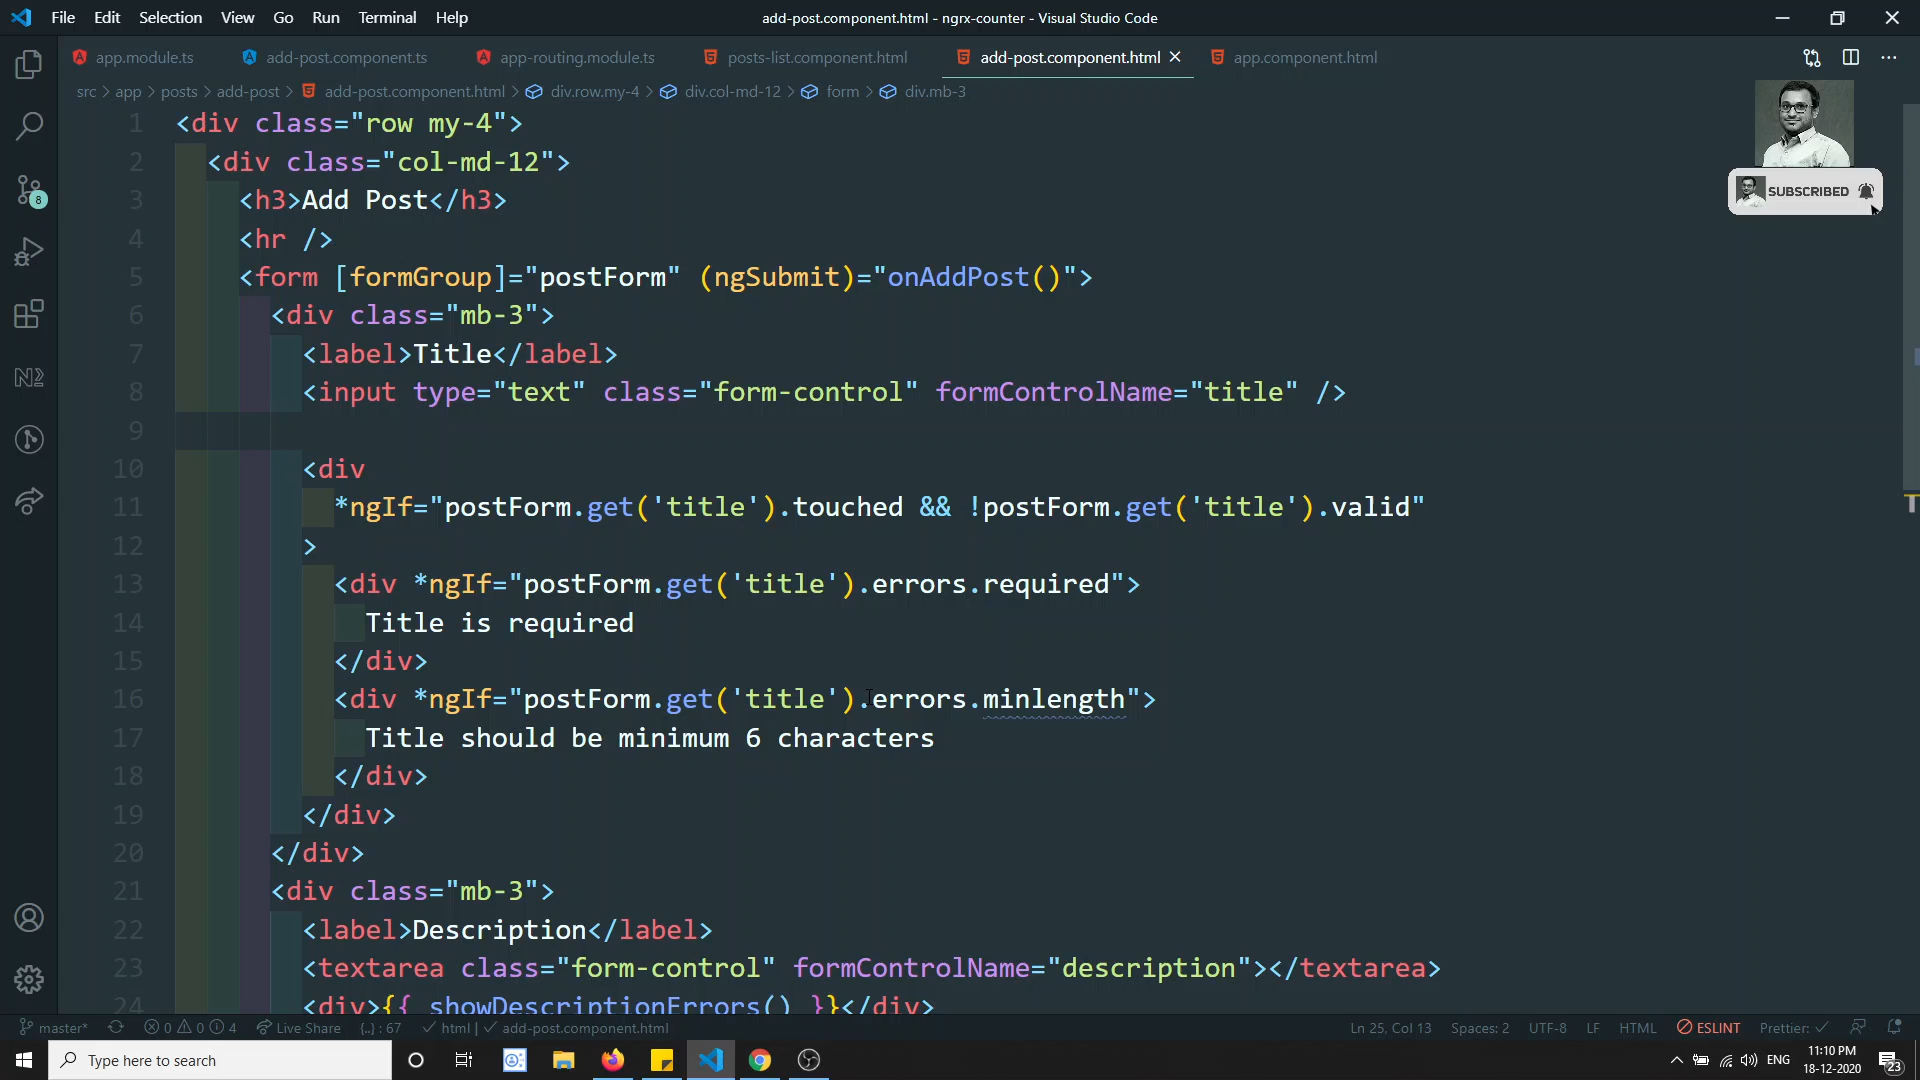 File Edit Selection View Go Run Terminal Help
add-post.component.html - ngrx-counter - Visual Studio Code
app.module.ts add-post.component.ts app-routing.module.ts posts-list.component.html add-post.component.html app.component.html
src > app > posts > add-post > add-post.component.html > div.row.my-4 > div.col-md-12 > form > div.mb-3
1 <div class="row my-4">
2 <div class="col-md-12">
3 <h3>Add Post</h3>
4 <hr />
5 <form [formGroup]="postForm" (ngSubmit)="onAddPost()">
6 <div class="mb-3">
7 <label>Title</label>
8 <input type="text" class="form-control" formControlName="title" />
9
10 <div
11 *ngIf="postForm.get('title').touched && !postForm.get('title').valid"
12 >
13 <div *ngIf="postForm.get('title').errors.required">
14 Title is required
15 </div>
16 <div *ngIf="postForm.get('title').errors.minlength">
17 Title should be minimum 6 characters
18 </div>
19 </div>
20 </div>
21 <div class="mb-3">
22 <label>Description</label>
23 <textarea class="form-control" formControlName="description"></textarea>
24 <div>{{ showDescriptionErrors() }}</div>
SUBSCRIBED
8
N
T
master* 0 0 4 Live Share {..} : 67 html | add-post.component.html Ln 25, Col 13 Spaces: 2 UTF-8 LF HTML ESLINT Prettier:
Type here to search
ENG
11:10 PM
18-12-2020
23